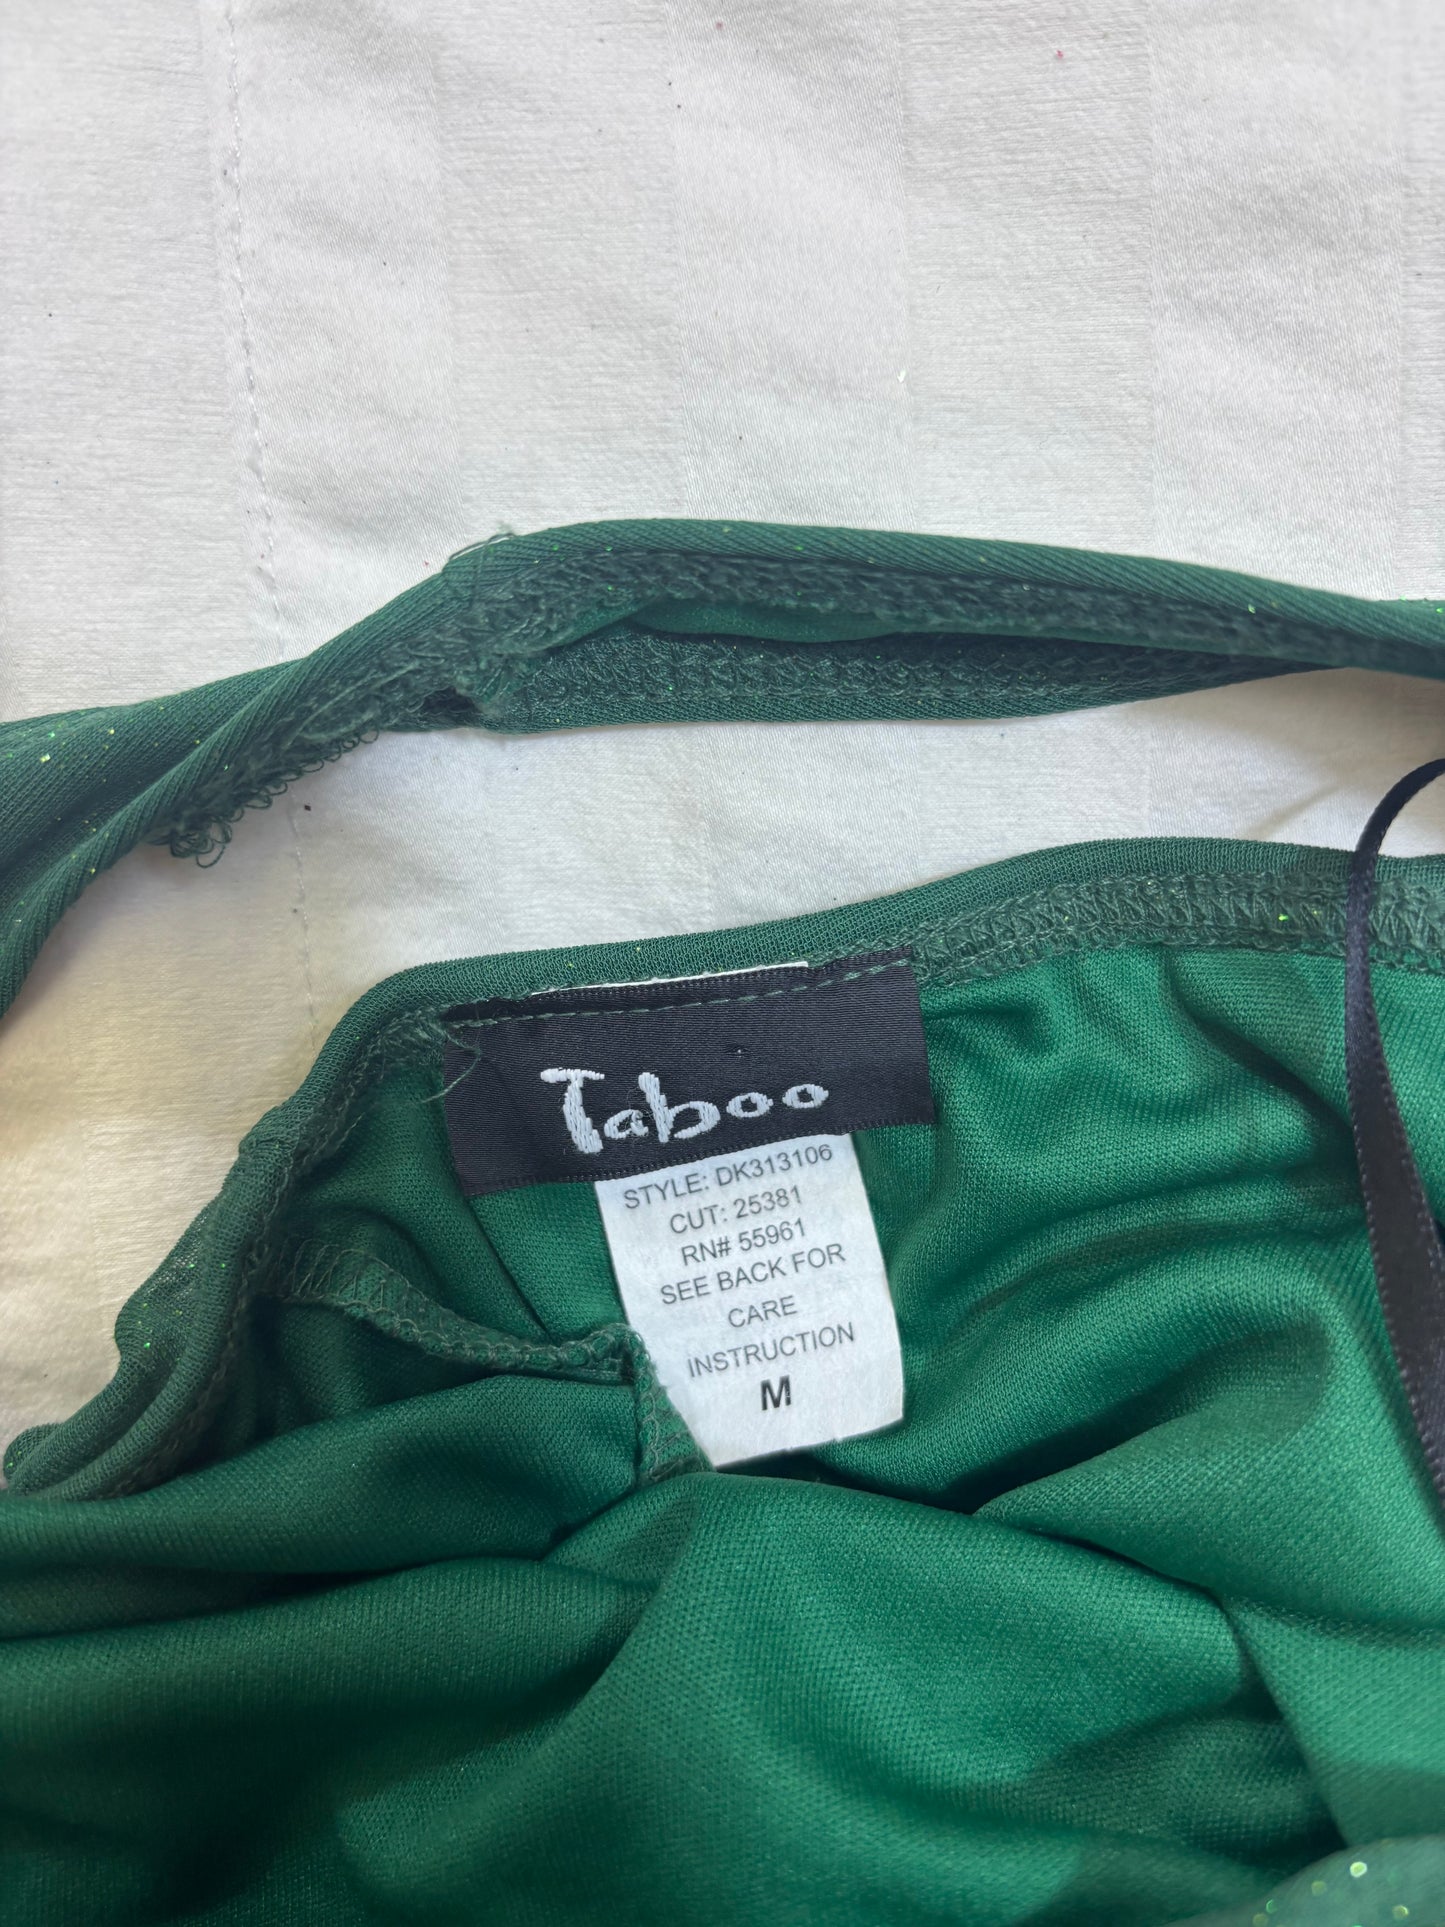 Taboo
STYLE: DK313106
CUT: 25381
RN# 55961
SEE BACK FOR
CARE
INSTRUCTION
M